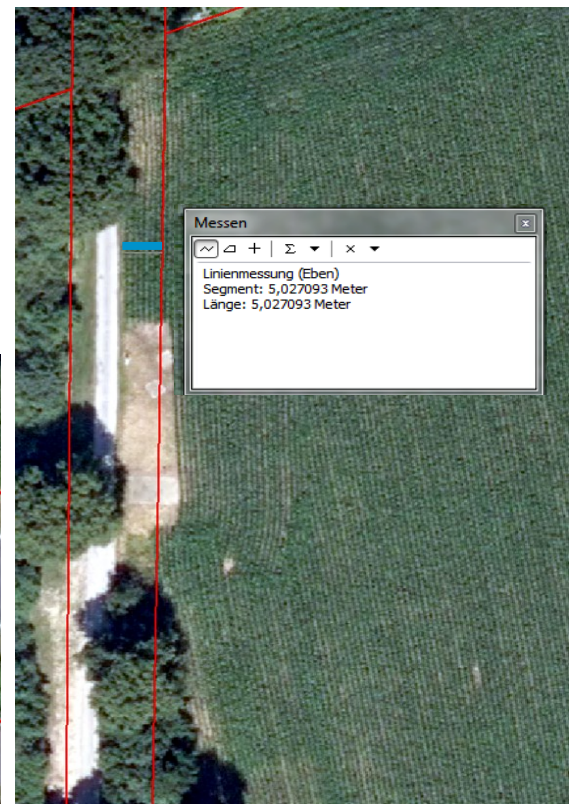 Messen
Linienmessung (Eben)
Segment: 5,027093 Meter
Länge: 5,027093 Meter